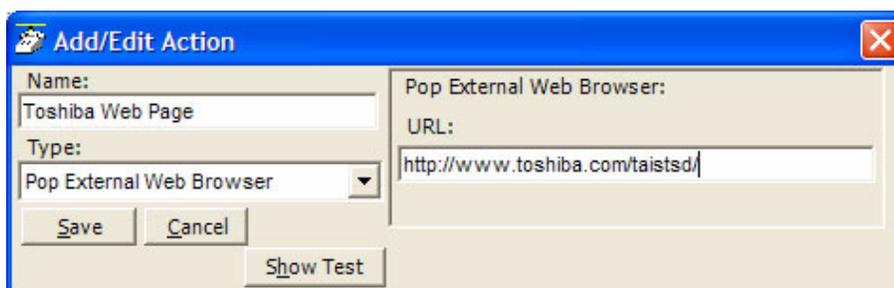 Add/Edit Action
Name:
Toshiba Web Page
Type:
Pop External Web Browser
Save Cancel
Show Test
Pop External Web Browser:
URL:
http://www.toshiba.com/taistsd/